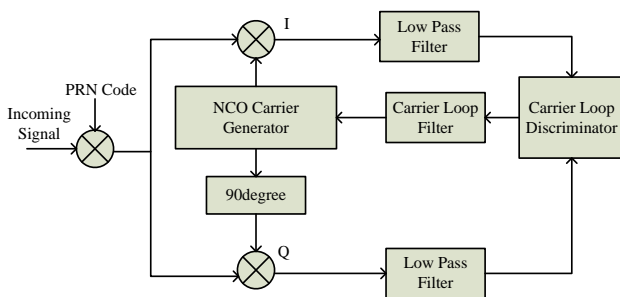 I
Low Pass
Filter
PRN Code
Incoming
Signal
NCO Carrier
Generator
Carrier Loop
Filter
Carrier Loop
Discriminator
90degree
Q
Low Pass
Filter